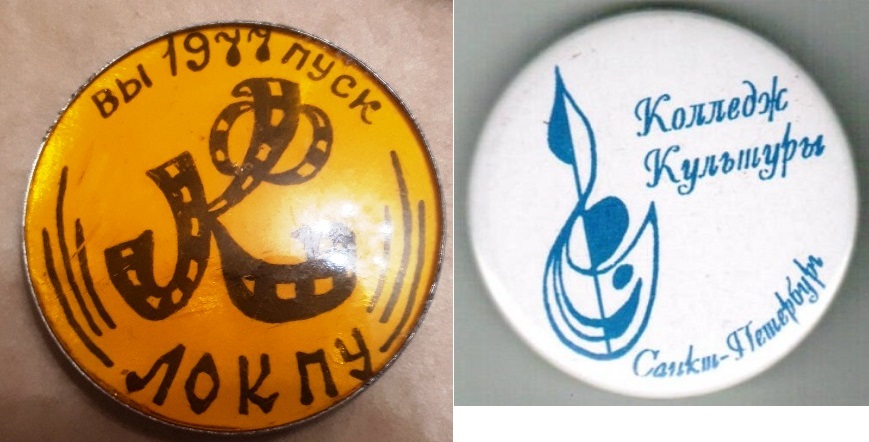 ВЫ 1977 ПУСК
ЛОКПУ
Колледж
Культуры
Санкт-Петербург